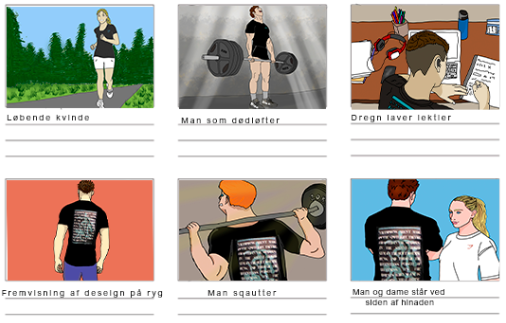 Løbende kvinde
Man som dødløfter
Dregn laver lektier
Fremvisning af deseign på ryg
Man sqautter
Man og dame står ved
siden af hinaden